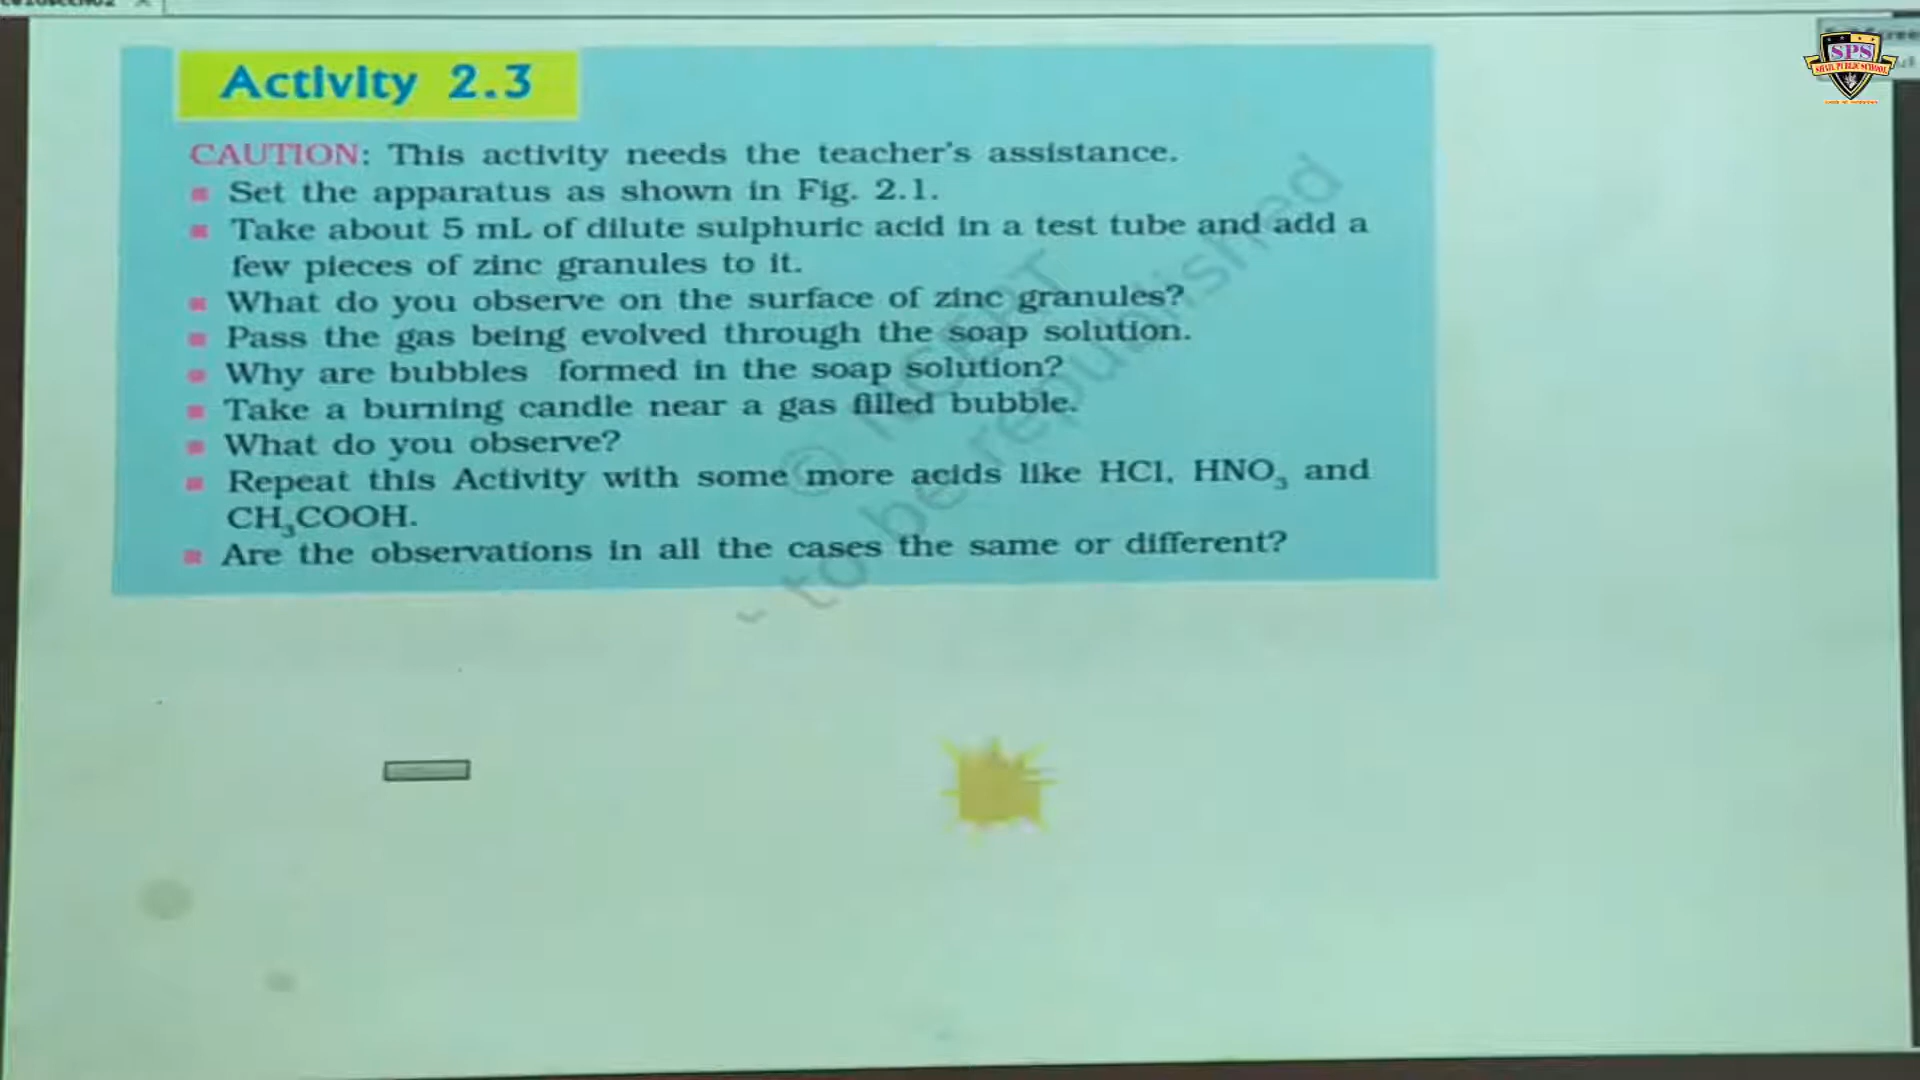 Activity 2.3
CAUTION: This activity needs the teacher's assistance.
Set the apparatus as shown in Fig. 2.1.
Take about 5 mL of dilute sulphuric acid in a test tube and add a
few pieces of zinc granules to it.
What do you observe on the surface of zinc granules?
Pass the gas being evolved through the soap solution.
Why are bubbles formed in the soap solution?
Take a burning candle near a gas filled bubble.
What do you observe?
Repeat this Activity with some more acids like HCl, HNO₃ and
CH₃COOH.
Are the observations in all the cases the same or different?
© NCERT
to be republished
SPS